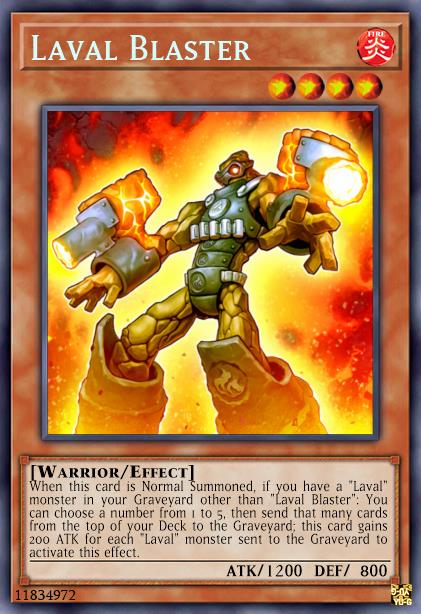 LAVAL BLASTER
FIRE
炎
[WARRIOR/EFFECT]
When this card is Normal Summoned, if you have a "Laval"
monster in your Graveyard other than "Laval Blaster": You
can choose a number from 1 to 5, then send that many cards
from the top of your Deck to the Graveyard; this card gains
200 ATK for each "Laval" monster sent to the Graveyard to
activate this effect.
ATK/1200 DEF/ 800
11834972